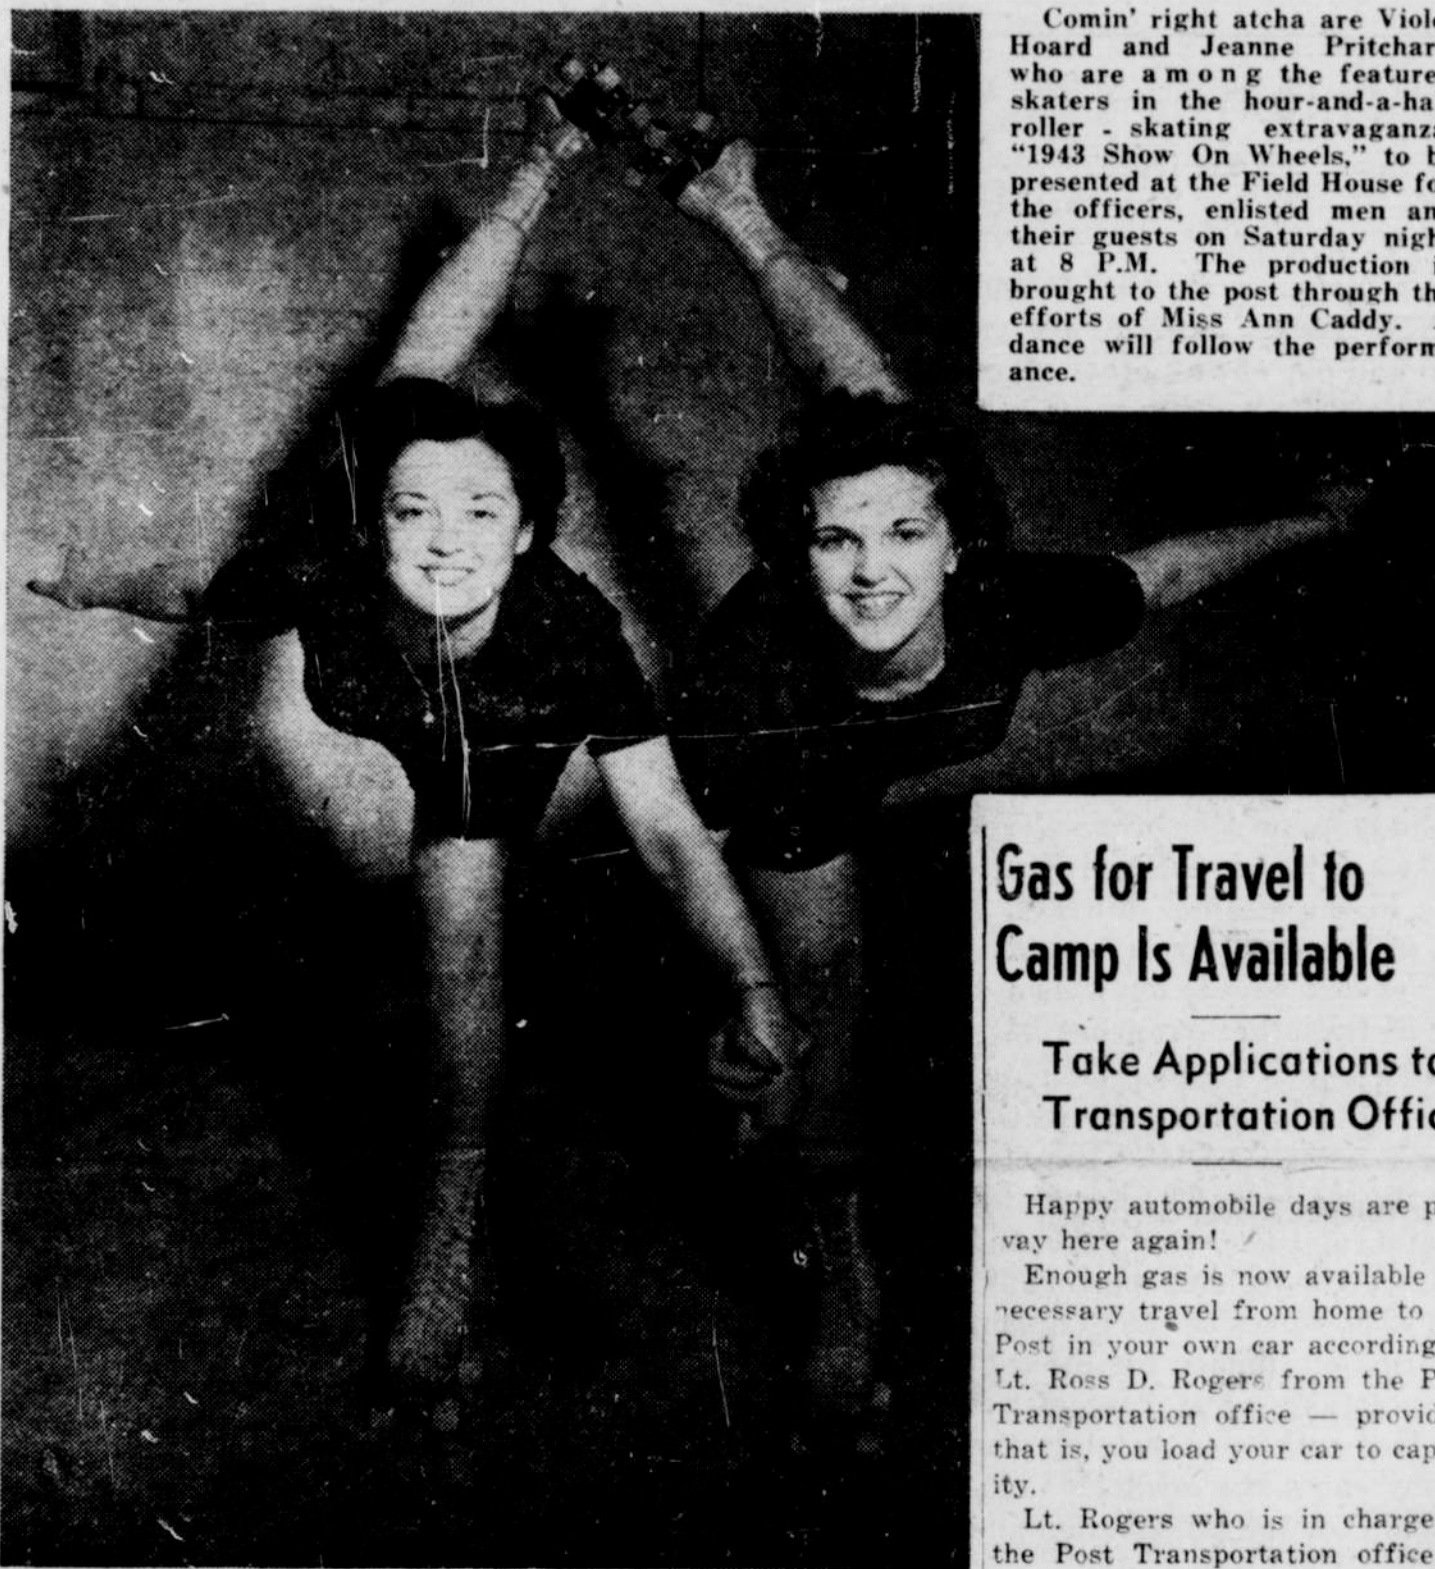 Comin' right atcha are Viole
Hoard and Jeanne Pritchar
who are among the feature
skaters in the hour-and-a-ha
roller - skating extravaganz
“1943 Show On Wheels,” to b
presented at the Field House fo
the officers, enlisted men an
their guests on Saturday nigh
at 8 P.M. The production i
brought to the post through th
efforts of Miss Ann Caddy.
dance will follow the perform
ance.
Gas for Travel to
Camp Is Available
Take Applications to
Transportation Offic
Happy automobile days are p
vay here again!
Enough gas is now available
necessary travel from home to
Post in your own car according
Lt. Ross D. Rogers from the P
Transportation office — provid
that is, you load your car to cap
ity.
Lt. Rogers who is in charge
the Post Transportation office